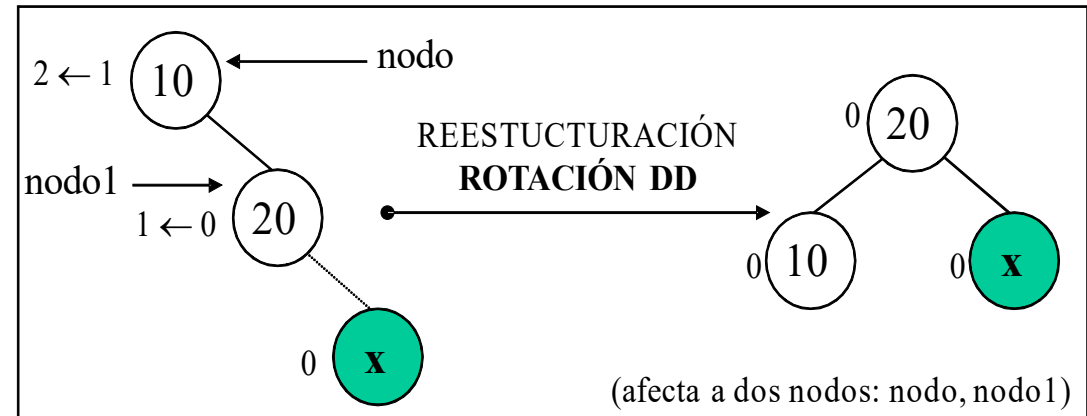 nodo
2 ← 1
10
nodo1
1 ← 0
20
0
x
REESTUCTURACIÓN
ROTACIÓN DD
0
20
0
10
0
x
(afecta a dos nodos: nodo, nodo1)